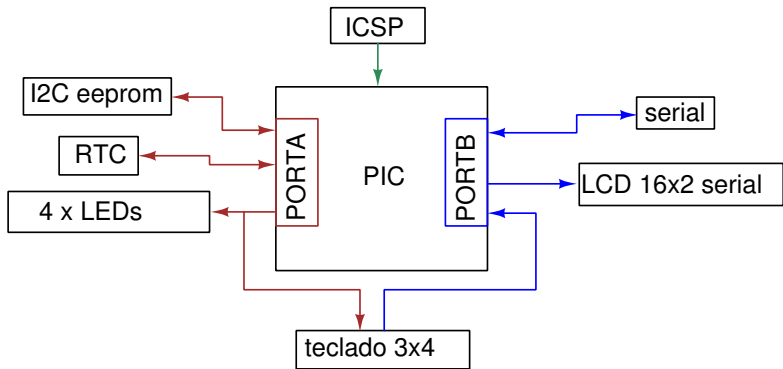 ICSP
I2C eeprom
RTC
4 x LEDs
PORTA
PIC
PORTB
serial
LCD 16x2 serial
teclado 3x4